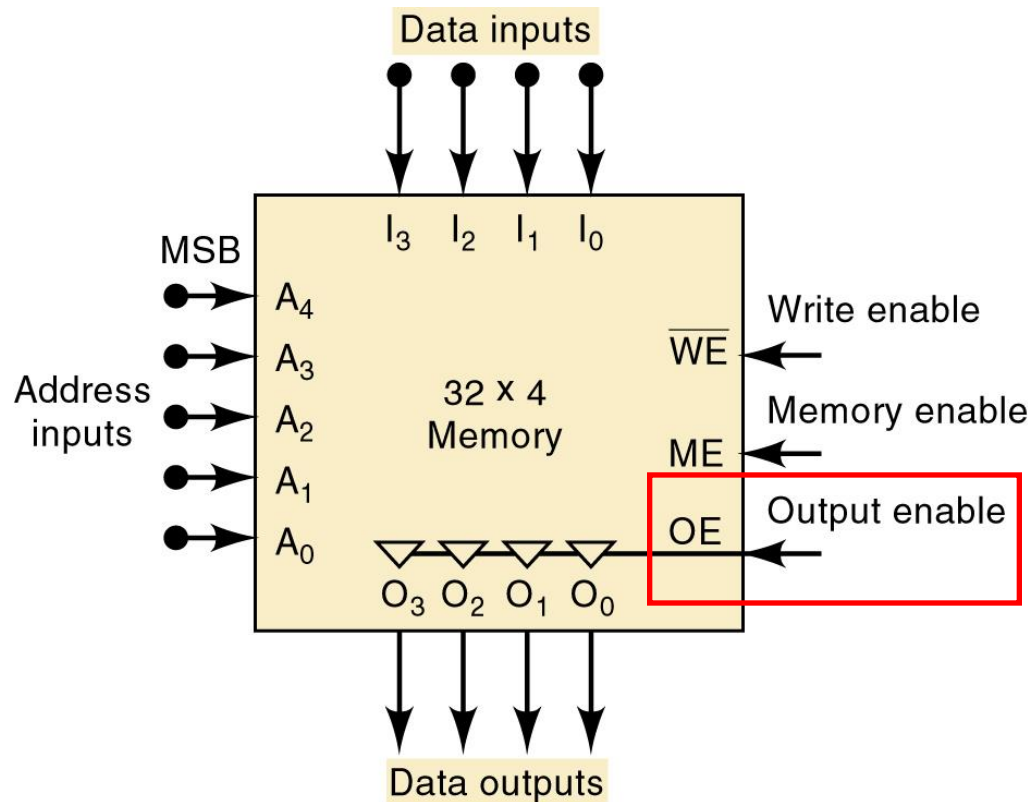 Data inputs
I₃ I₂ I₁ I₀
MSB
A₄
A₃
A₂
A₁
A₀
Address
inputs
32 x 4
Memory
Write enable
W̅E̅
Memory enable
ME
Output enable
OE
O₃ O₂ O₁ O₀
Data outputs